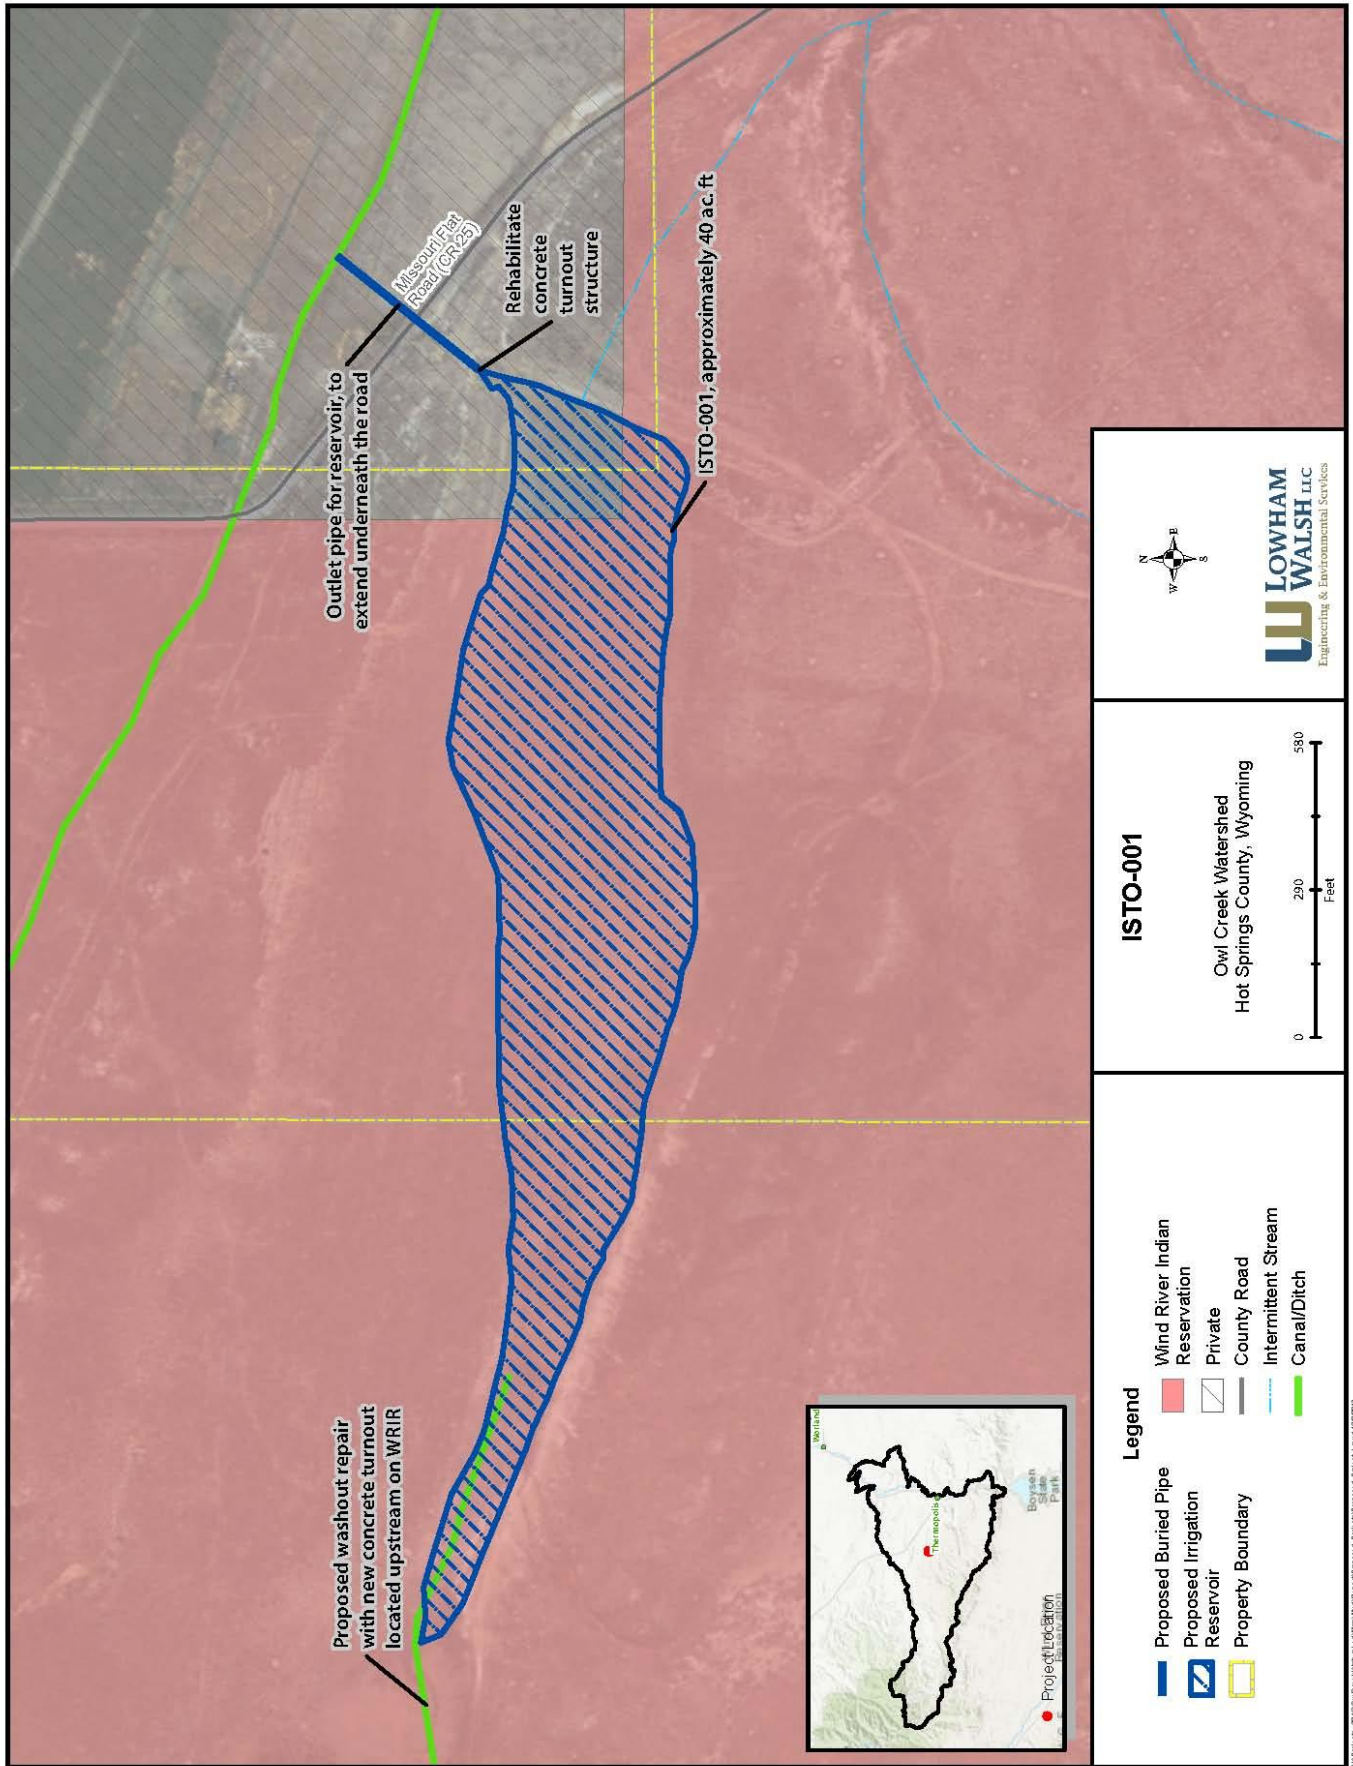 Proposed washout repair
with new concrete turnout
located upstream on WRIR
Outlet pipe for reservoir, to
extend underneath the road
Missouri Flat
Road (CR 25)
Rehabilitate
concrete
turnout
structure
ISTO-001, approximately 40 ac. ft
Worland
Thermopolis
Boysen
State
Park
Project Location
Legend
Proposed Buried Pipe
Proposed Irrigation
Reservoir
Property Boundary
Wind River Indian
Reservation
Private
County Road
Intermittent Stream
Canal/Ditch
ISTO-001
Owl Creek Watershed
Hot Springs County, Wyoming
0 290 580
Feet
N
W E
S
LOWHAM
WALSH LLC
Engineering & Environmental Services